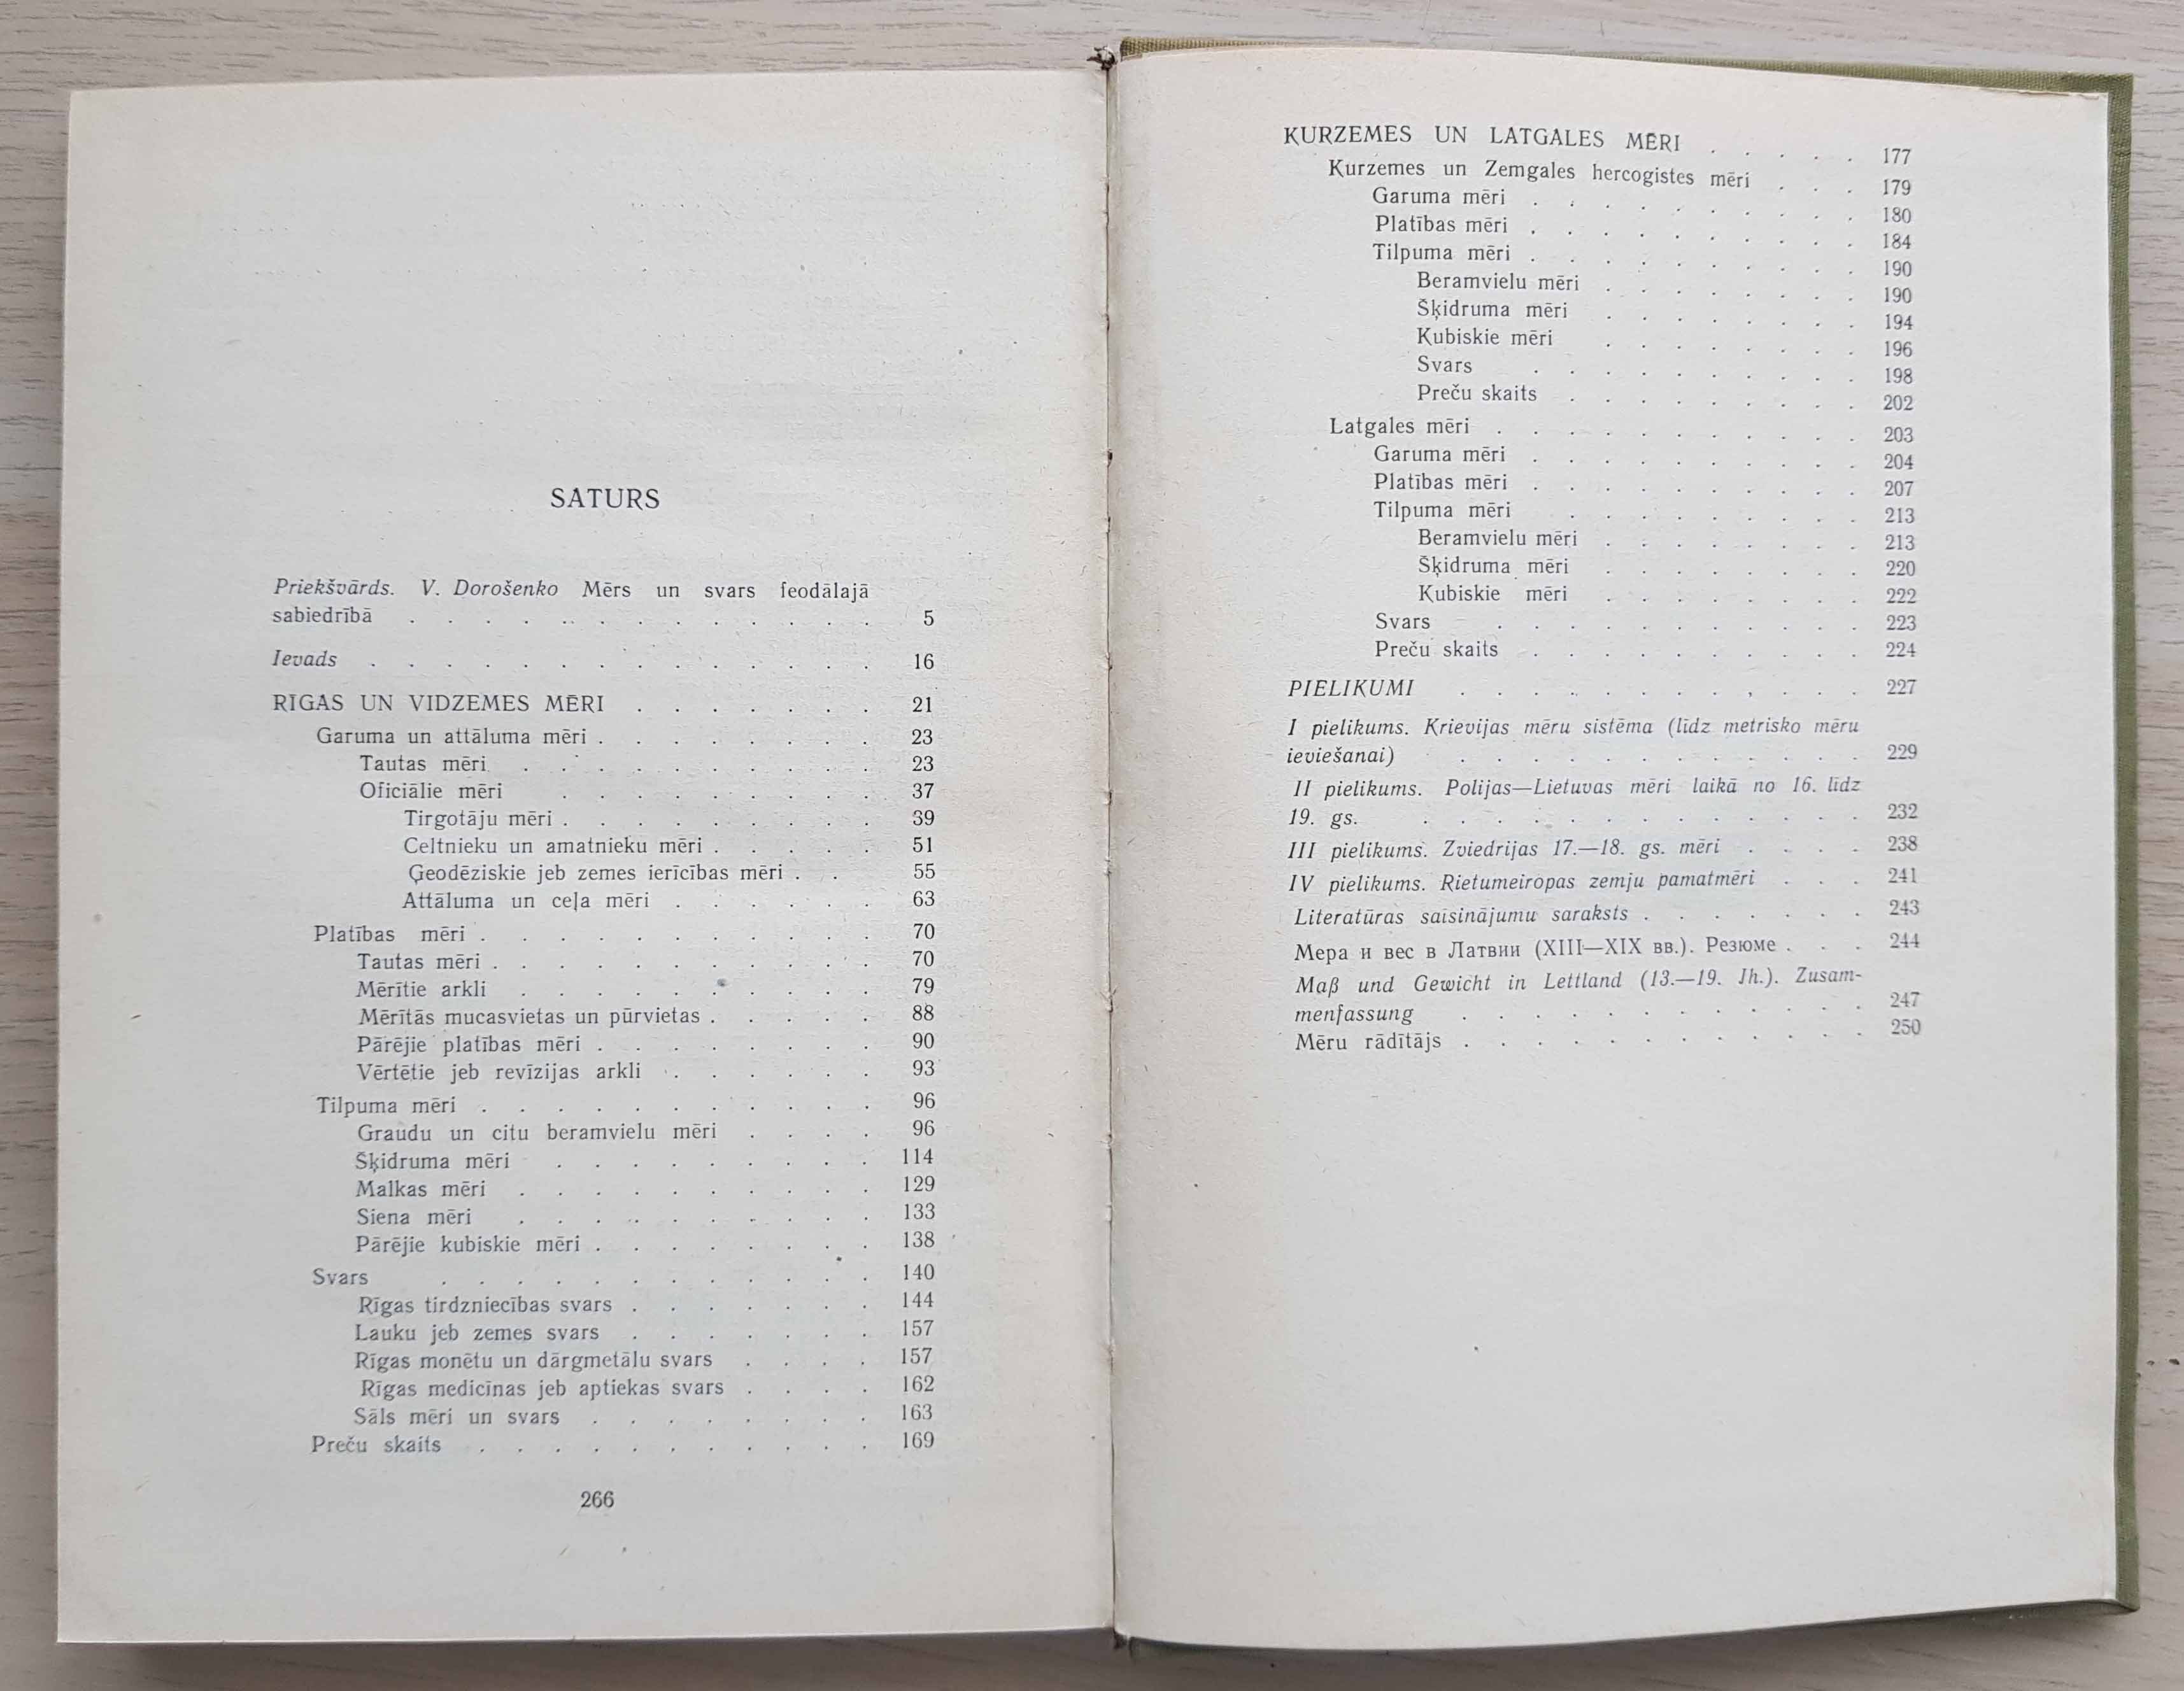 SATURS
Priekšvārds. V. Dorošenko Mērs un svars feodālajā
sabiedrībā . . . . . . . . . . . . . 5
Ievads . . . . . . . . . . . . . . 16
RĪGAS UN VIDZEMES MĒRI . . . . . . . 21
Garuma un attāluma mēri . . . . . . . . 23
Tautas mēri . . . . . . . . . . 23
Oficiālie mēri . . . . . . . . . 37
Tirgotāju mēri . . . . . . . . . 39
Celtnieku un amatnieku mēri . . . . . 51
Ģeodēziskie jeb zemes ierīcības mēri . . 55
Attāluma un ceļa mēri . . . . . . 63
Platības mēri . . . . . . . . . . . 70
Tautas mēri . . . . . . . . . . . 70
Mērītie arkli . . . . . . . . . . 79
Mērītās mucasvietas un pūrvietas . . . . . 88
Pārējie platības mēri . . . . . . . . 90
Vērtētie jeb revīzijas arkli . . . . . . 93
Tilpuma mēri . . . . . . . . . . . 96
Graudu un citu beramvielu mēri . . . . 96
Šķidruma mēri . . . . . . . . . 114
Malkas mēri . . . . . . . . . . 129
Siena mēri . . . . . . . . . . 133
Pārējie kubiskie mēri . . . . . . . . 138
Svars . . . . . . . . . . . . 140
Rīgas tirdzniecības svars . . . . . . . 144
Lauku jeb zemes svars . . . . . . . 157
Rīgas monētu un dārgmetālu svars . . . . 157
Rīgas medicīnas jeb aptiekas svars . . . . 162
Sāls mēri un svars . . . . . . . . 163
Preču skaits . . . . . . . . . . . 169
266
KURZEMES UN LATGALES MĒRI . . . . . 177
Kurzemes un Zemgales hercogistes mēri . . . 179
Garuma mēri . . . . . . . . . . 180
Platības mēri . . . . . . . . . . 184
Tilpuma mēri . . . . . . . . . . 190
Beramvielu mēri . . . . . . . . 190
Šķidruma mēri . . . . . . . . 194
Kubiskie mēri . . . . . . . . 196
Svars . . . . . . . . . . 198
Preču skaits . . . . . . . . . 202
Latgales mēri . . . . . . . . . . . 203
Garuma mēri . . . . . . . . . . 204
Platības mēri . . . . . . . . . . 207
Tilpuma mēri . . . . . . . . . 213
Beramvielu mēri . . . . . . . . 213
Šķidruma mēri . . . . . . . . 220
Kubiskie mēri . . . . . . . . 222
Svars . . . . . . . . . . . 223
Preču skaits . . . . . . . . . . 224
PIELIKUMI . . . . . . . . . . . . 227
I pielikums. Krievijas mēru sistēma (līdz metrisko mēru
ieviešanai) . . . . . . . . . . . . 229
II pielikums. Polijas—Lietuvas mēri laikā no 16. līdz
19. gs. . . . . . . . . . . . . . 232
III pielikums. Zviedrijas 17.—18. gs. mēri . . . . 238
IV pielikums. Rietumeiropas zemju pamatmēri . . . 241
Literatūras saīsinājumu saraksts . . . . . . . 243
Мера и вес в Латвии (XIII—XIX вв.). Резюме . . . 244
Maß und Gewicht in Lettland (13.—19. Jh.). Zusam-
menfassung . . . . . . . . . . . . 247
Mēru rādītājs . . . . . . . . . . . . 250